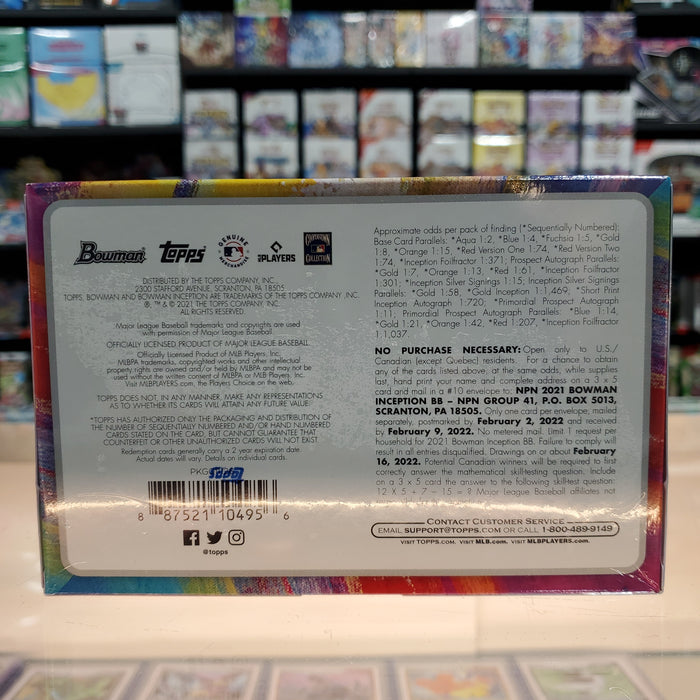 Bowman
Topps
GENUINE
MERCHANDISE
MLB
PLAYERS
COOPERSTOWN
COLLECTION
DISTRIBUTED BY THE TOPPS COMPANY, INC.
2300 STAFFORD AVENUE, SCRANTON, PA 18505
TOPPS, BOWMAN AND BOWMAN INCEPTION ARE TRADEMARKS OF THE TOPPS COMPANY, INC.
®, ™ & © 2021 THE TOPPS COMPANY, INC.
ALL RIGHTS RESERVED.
Major League Baseball trademarks and copyrights are used
with permission of Major League Baseball.
OFFICIALLY LICENSED PRODUCT OF MAJOR LEAGUE BASEBALL
Officially Licensed Product of MLB Players, Inc.
MLBPA trademarks, copyrighted works and other intellectual
property rights are owned and/or held by MLBPA and may not be
used without the written consent of MLBPA or MLB Players, Inc.
Visit MLBPLAYERS.com, the Players Choice on the web.
TOPPS DOES NOT, IN ANY MANNER, MAKE ANY REPRESENTATIONS
AS TO WHETHER ITS CARDS WILL ATTAIN ANY FUTURE VALUE.
*TOPPS HAS AUTHORIZED ONLY THE PACKAGING AND DISTRIBUTION OF
THE NUMBER OF SEQUENTIALLY NUMBERED AND/OR HAND NUMBERED
CARDS STATED ON THE CARD, BUT CANNOT GUARANTEE THAT
COUNTERFEIT OR OTHER UNAUTHORIZED CARDS WILL NOT EXIST.
Redemption cards generally carry a 2 year expiration date.
Actual dates will vary. Details on individual cards.
PKG
8 87521 10495 6
@topps
Approximate odds per pack of finding (*Sequentially Numbered):
Base Card Parallels: *Aqua 1:2, *Blue 1:4, *Fuchsia 1:5, *Gold
1:8, *Orange 1:15, *Red Version One 1:74, *Red Version Two
1:74, *Inception Foilfractor 1:371; Prospect Autograph Parallels:
*Gold 1:7, *Orange 1:13, *Red 1:61, *Inception Foilfractor
1:301; *Inception Silver Signings 1:15; Inception Silver Signings
Parallels: *Gold 1:58, *Gold Inception 1:1,469; *Short Print
Inception Autograph 1:720; *Primordial Prospect Autograph
1:11; Primordial Prospect Autographs Parallels: *Blue 1:14,
*Gold 1:21, *Orange 1:42, *Red 1:207, *Inception Foilfractor
1:1,037.
NO PURCHASE NECESSARY: Open only to U.S./
Canadian (except Quebec) residents. For a chance to obtain
any of the cards listed above, at the same odds, while supplies
last, hand print your name and complete address on a 3 x 5
card and mail in a #10 envelope to: NPN 2021 BOWMAN
INCEPTION BB – NPN GROUP 41, P.O. BOX 5013,
SCRANTON, PA 18505. Only one card per envelope, mailed
separately, postmarked by February 2, 2022 and received
by February 9, 2022. No metered mail. Limit 1 request per
household for 2021 Bowman Inception BB. Failure to comply will
result in all entries disqualified. Drawings on or about February
16, 2022. Potential Canadian winners will be required to first
correctly answer the mathematical skill-testing question. Include
on a 3 x 5 card the answer to the following skill-test question:
12 X 5 + 7 – 15 = ? Major League Baseball affiliates not
CONTACT CUSTOMER SERVICE
EMAIL SUPPORT@TOPPS.COM OR CALL 1-800-489-9149
VISIT TOPPS.COM. VISIT MLB.COM. VISIT MLBPLAYERS.COM